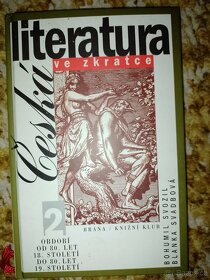 literatura
ve zkratce
Česká
2
BRÁNA / KNIŽNÍ KLUB
OBDOBÍ
OD 80. LET
18. STOLETÍ
DO 80. LET
19. STOLETÍ
BOHUMIL SVOZIL
BLANKA SVADBOVÁ